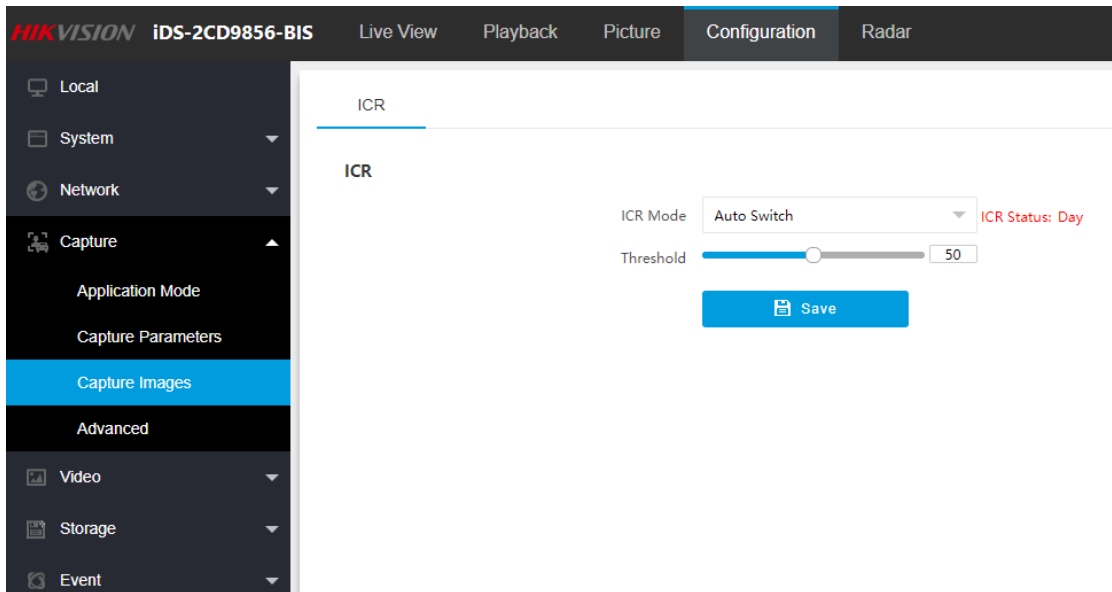 HIKVISION iDS-2CD9856-BIS Live View Playback Picture Configuration Radar
Local
System
Network
Capture
Application Mode
Capture Parameters
Capture Images
Advanced
Video
Storage
Event
ICR
ICR
ICR Mode Auto Switch ICR Status: Day
Threshold 50
Save